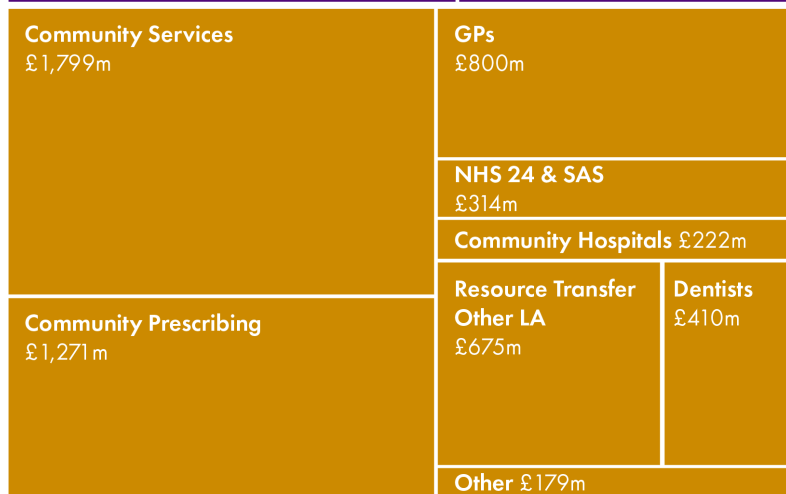 Community Services
£1,799m
Community Prescribing
£1,271m
GPs
£800m
NHS 24 & SAS
£314m
Community Hospitals £222m
Resource Transfer
Other LA
£675m
Dentists
£410m
Other £179m